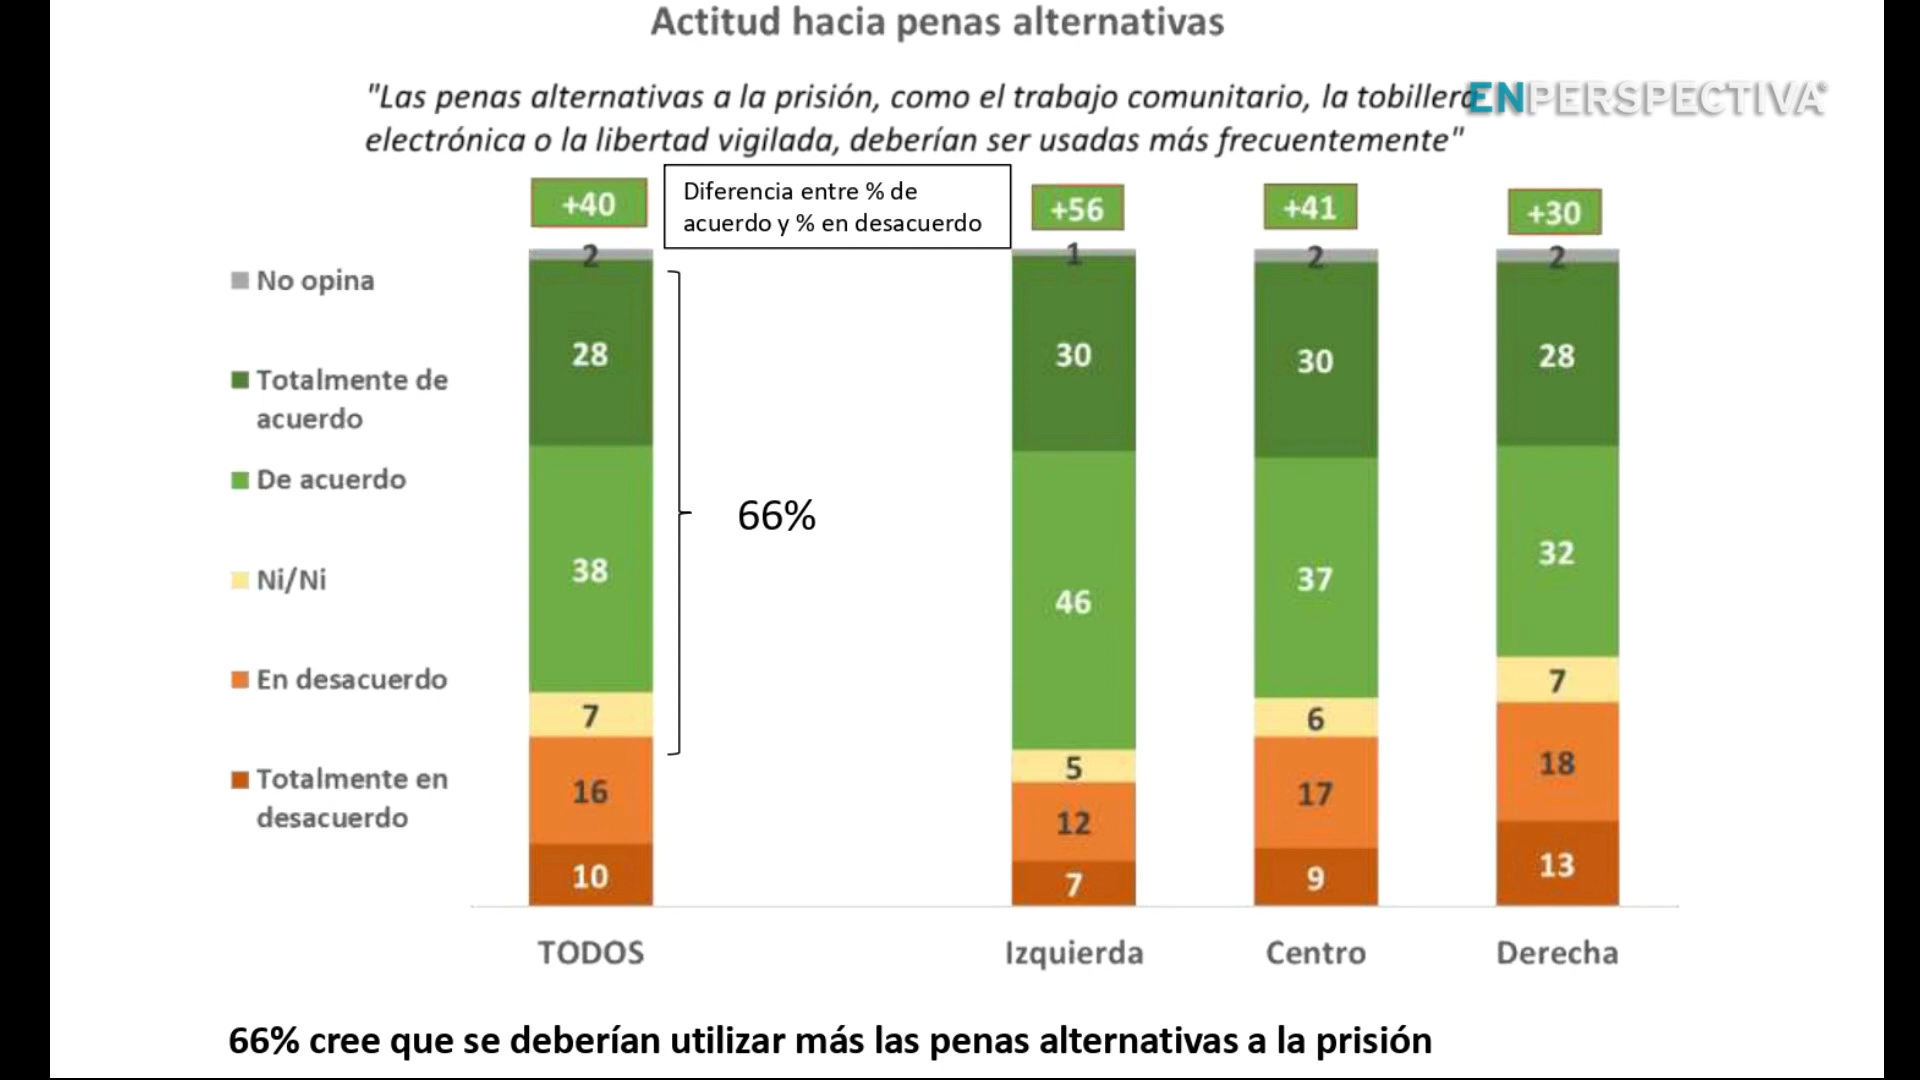 Actitud hacia penas alternativas
"Las penas alternativas a la prisión, como el trabajo comunitario, la tobillera
electrónica o la libertad vigilada, deberían ser usadas más frecuentemente"
ENPERSPECTIVA
+40
Diferencia entre % de
acuerdo y % en desacuerdo
+56
+41
+30
No opina
Totalmente de
acuerdo
De acuerdo
Ni/Ni
En desacuerdo
Totalmente en
desacuerdo
2
28
38
7
16
10
66%
1
30
46
5
12
7
2
30
37
6
17
9
2
28
32
7
18
13
TODOS
Izquierda
Centro
Derecha
66% cree que se deberían utilizar más las penas alternativas a la prisión